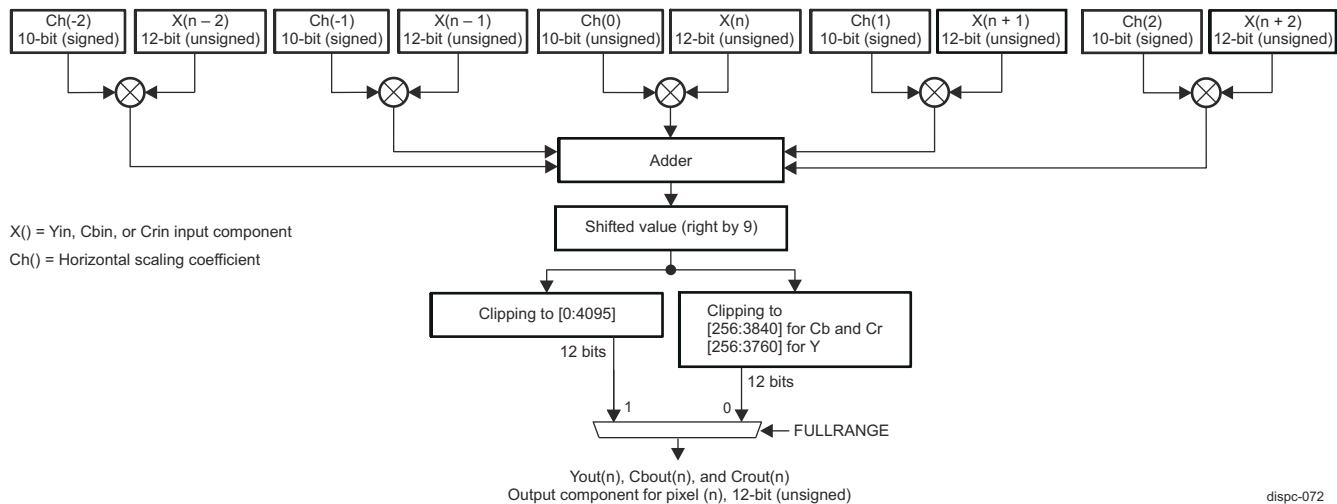 Ch(-2)
10-bit (signed)
X(n – 2)
12-bit (unsigned)
Ch(-1)
10-bit (signed)
X(n – 1)
12-bit (unsigned)
Ch(0)
10-bit (unsigned)
X(n)
12-bit (unsigned)
Ch(1)
10-bit (signed)
X(n + 1)
12-bit (unsigned)
Ch(2)
10-bit (signed)
X(n + 2)
12-bit (unsigned)
Adder
Shifted value (right by 9)
X() = Yin, Cbin, or Crin input component
Ch() = Horizontal scaling coefficient
Clipping to [0:4095]
Clipping to
[256:3840] for Cb and Cr
[256:3760] for Y
12 bits
12 bits
1
0
FULLRANGE
Yout(n), Cbout(n), and Crout(n)
Output component for pixel (n), 12-bit (unsigned)
dispc-072